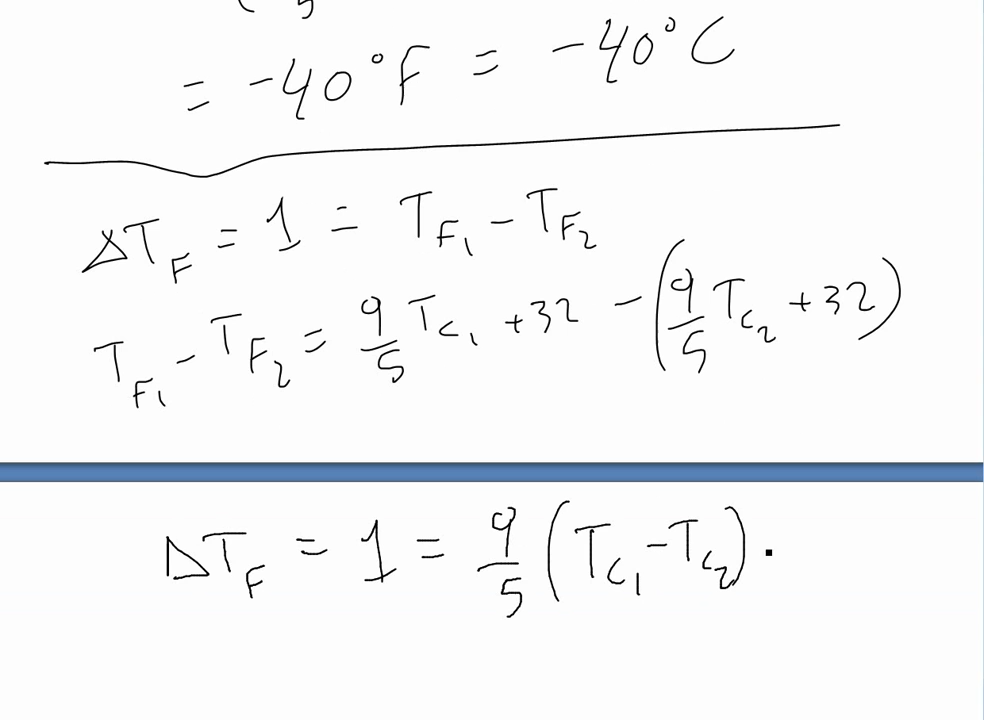 = -40°F = -40°C
ΔT_F = 1 = T_F1 - T_F2
T_F1 - T_F2 = 9/5 T_C1 + 32 - (9/5 T_C2 + 32)
ΔT_F = 1 = 9/5 (T_C1 - T_C2)